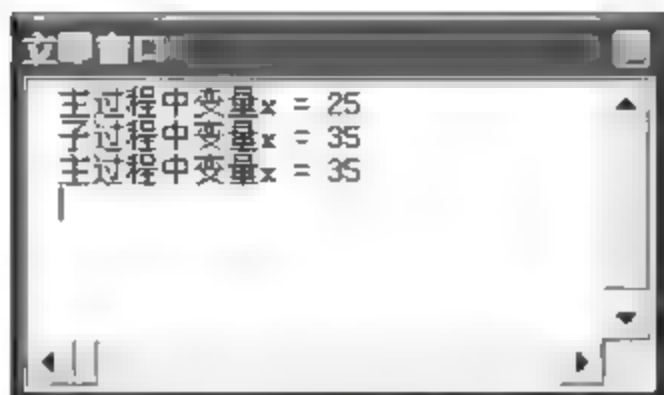 立即窗口
主过程中变量x = 25
子过程中变量x = 35
主过程中变量x = 35